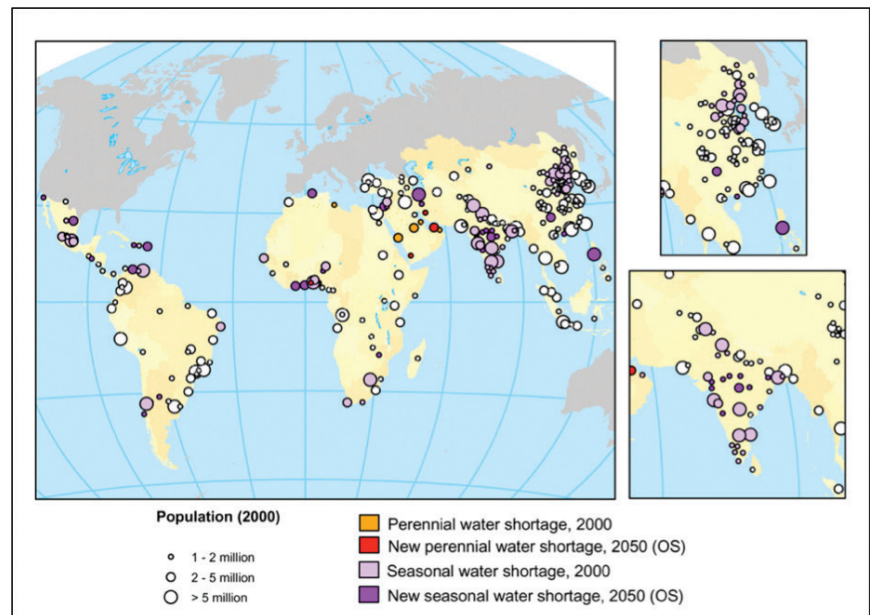 Population (2000)
1 - 2 million
2 - 5 million
> 5 million
Perennial water shortage, 2000
New perennial water shortage, 2050 (OS)
Seasonal water shortage, 2000
New seasonal water shortage, 2050 (OS)